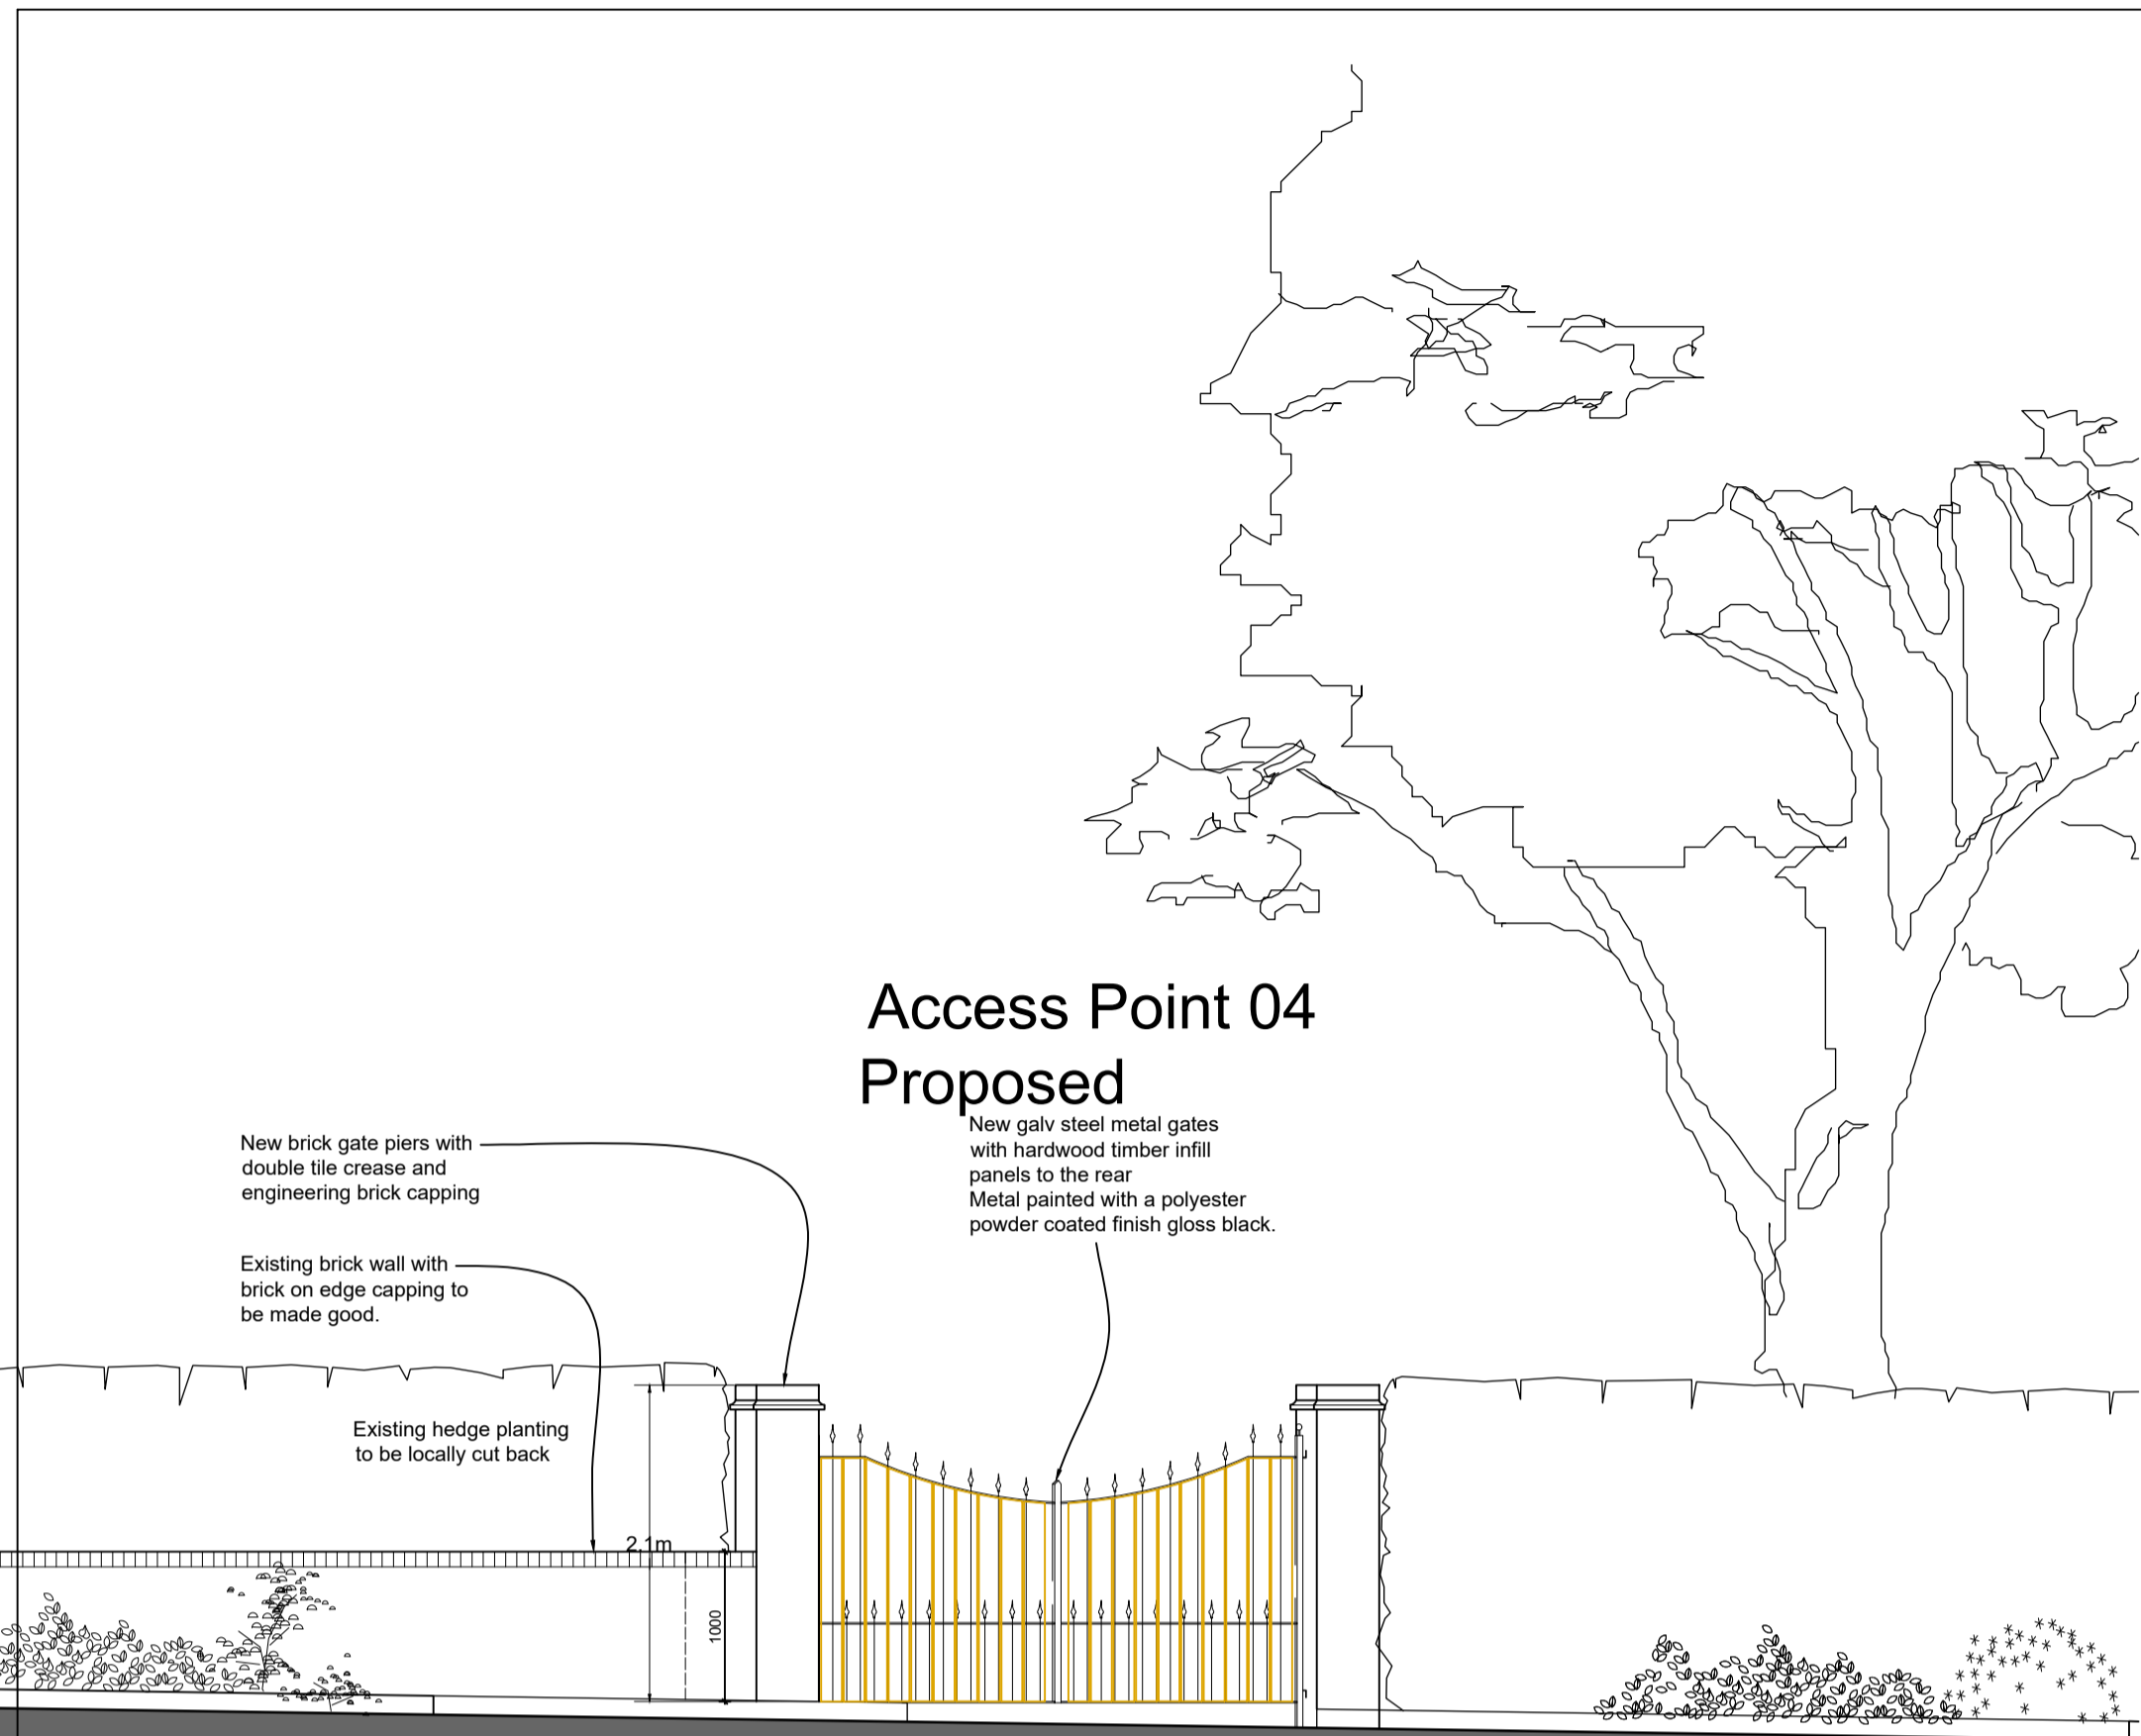 Access Point 04
Proposed
New galv steel metal gates
with hardwood timber infill
panels to the rear
Metal painted with a polyester
powder coated finish gloss black.
New brick gate piers with
double tile crease and
engineering brick capping
Existing brick wall with
brick on edge capping to
be made good.
Existing hedge planting
to be locally cut back
2.1m
1000